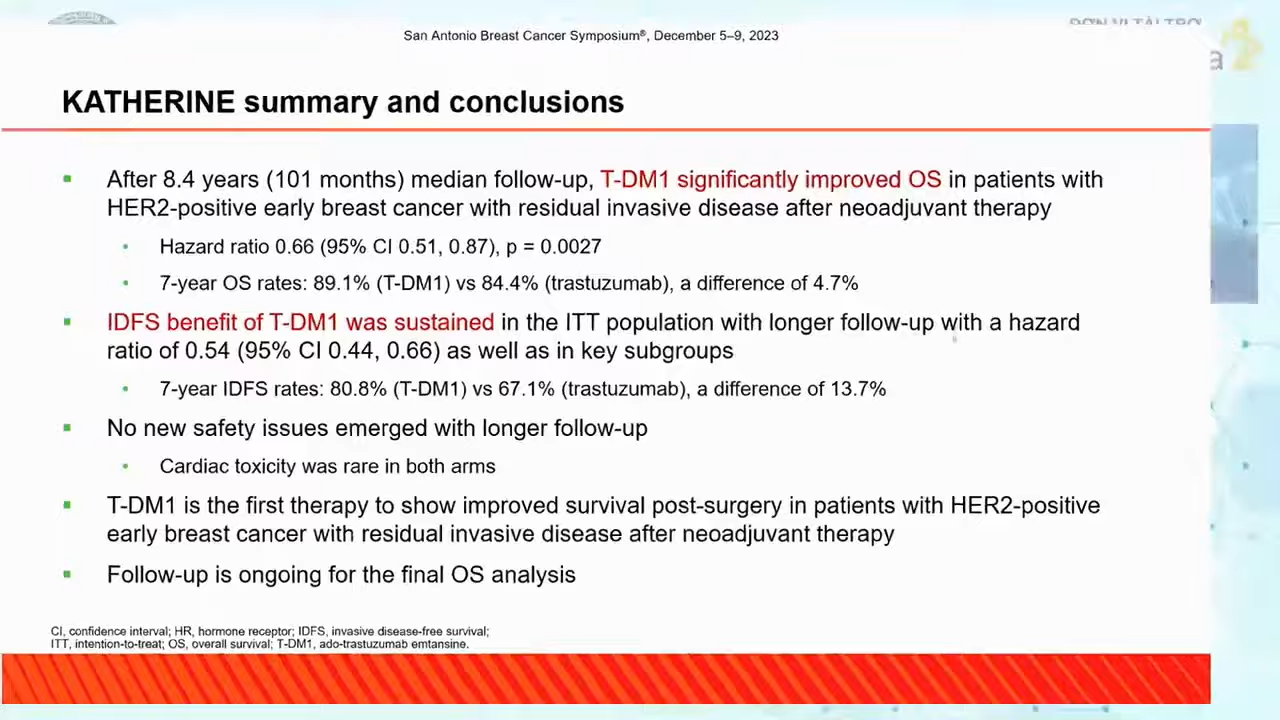 ĐƠN VỊ TÀI TRỢ
San Antonio Breast Cancer Symposium®, December 5–9, 2023
a
KATHERINE summary and conclusions
▪ After 8.4 years (101 months) median follow-up, T-DM1 significantly improved OS in patients with
HER2-positive early breast cancer with residual invasive disease after neoadjuvant therapy
• Hazard ratio 0.66 (95% CI 0.51, 0.87), p = 0.0027
• 7-year OS rates: 89.1% (T-DM1) vs 84.4% (trastuzumab), a difference of 4.7%
▪ IDFS benefit of T-DM1 was sustained in the ITT population with longer follow-up with a hazard
ratio of 0.54 (95% CI 0.44, 0.66) as well as in key subgroups
• 7-year IDFS rates: 80.8% (T-DM1) vs 67.1% (trastuzumab), a difference of 13.7%
▪ No new safety issues emerged with longer follow-up
• Cardiac toxicity was rare in both arms
▪ T-DM1 is the first therapy to show improved survival post-surgery in patients with HER2-positive
early breast cancer with residual invasive disease after neoadjuvant therapy
▪ Follow-up is ongoing for the final OS analysis
CI, confidence interval; HR, hormone receptor; IDFS, invasive disease-free survival;
ITT, intention-to-treat; OS, overall survival; T-DM1, ado-trastuzumab emtansine.